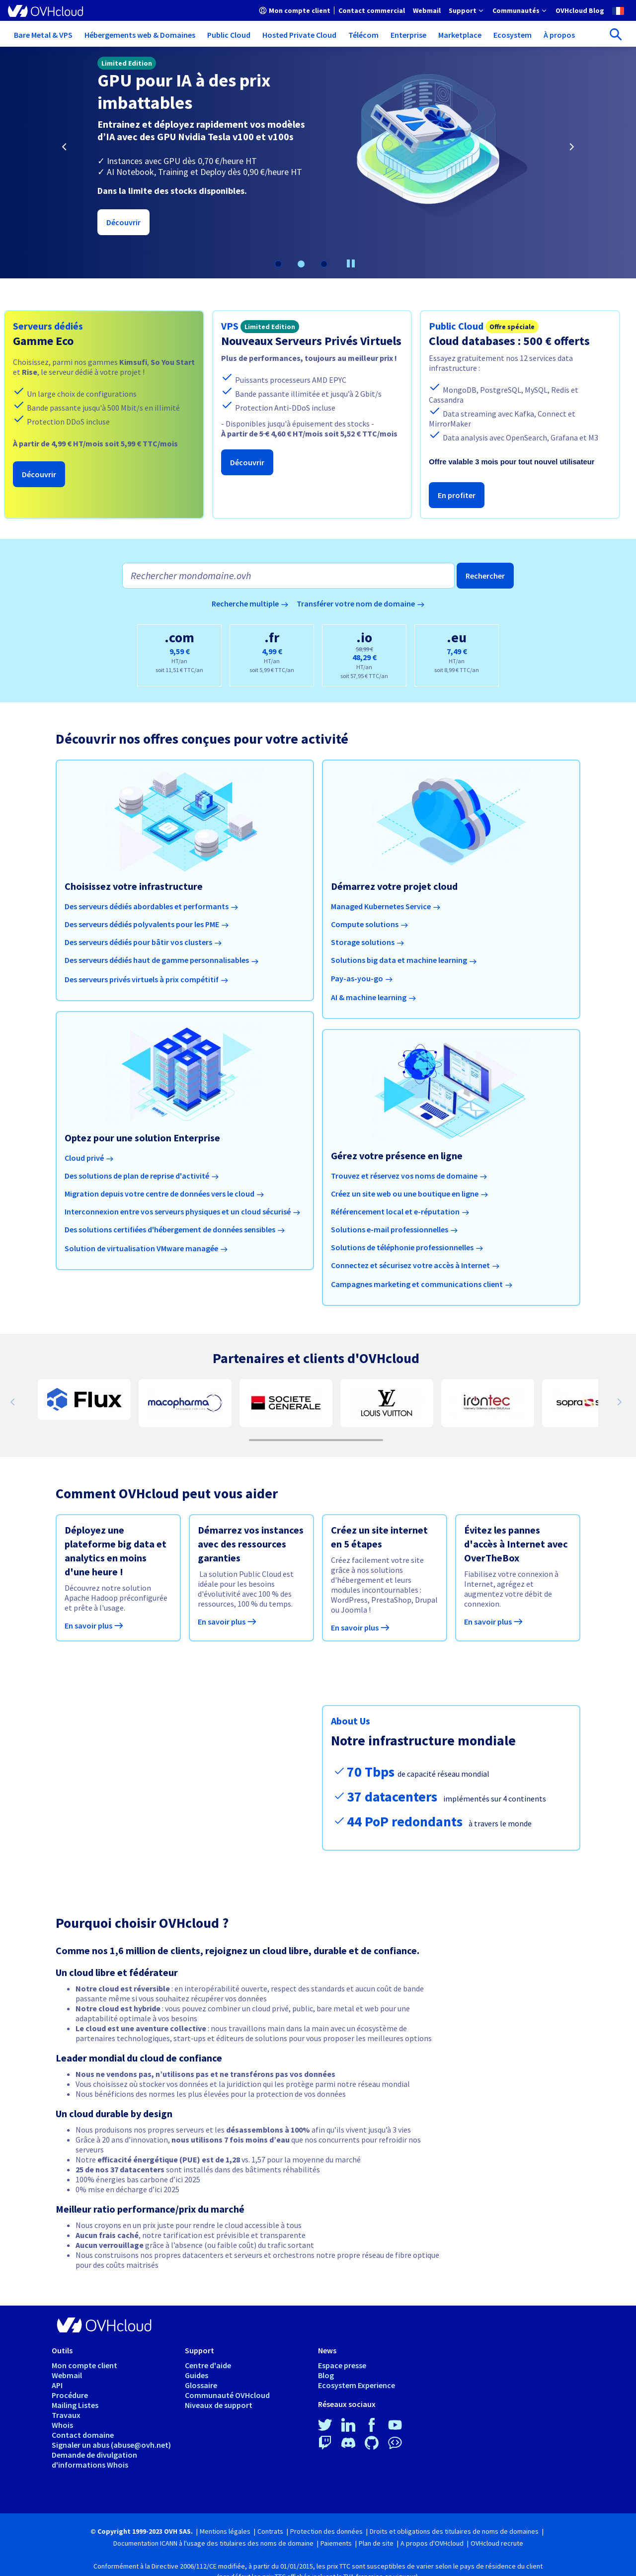 OVHcloud
Mon compte client | Contact commercial Webmail Support Communautés OVHcloud Blog
Bare Metal & VPS Hébergements web & Domaines Public Cloud Hosted Private Cloud Télécom Enterprise Marketplace Ecosystem À propos
Limited Edition
GPU pour IA à des prix
imbattables
Entrainez et déployez rapidement vos modèles
d'IA avec des GPU Nvidia Tesla v100 et v100s
✓ Instances avec GPU dès 0,70 €/heure HT
✓ AI Notebook, Training et Deploy dès 0,90 €/heure HT
Dans la limite des stocks disponibles.
Découvrir
Serveurs dédiés
Gamme Eco
Choisissez, parmi nos gammes Kimsufi, So You Start
et Rise, le serveur dédié à votre projet !
Un large choix de configurations
Bande passante jusqu'à 500 Mbit/s en illimité
Protection DDoS incluse
À partir de 4,99 € HT/mois soit 5,99 € TTC/mois
Découvrir
VPS Limited Edition
Nouveaux Serveurs Privés Virtuels
Plus de performances, toujours au meilleur prix !
Puissants processeurs AMD EPYC
Bande passante illimitée et jusqu'à 2 Gbit/s
Protection Anti-DDoS incluse
- Disponibles jusqu'à épuisement des stocks -
À partir de 5 € 4,60 € HT/mois soit 5,52 € TTC/mois
Découvrir
Public Cloud Offre spéciale
Cloud databases : 500 € offerts
Essayez gratuitement nos 12 services data
infrastructure :
MongoDB, PostgreSQL, MySQL, Redis et
Cassandra
Data streaming avec Kafka, Connect et
MirrorMaker
Data analysis avec OpenSearch, Grafana et M3
Offre valable 3 mois pour tout nouvel utilisateur
En profiter
Rechercher mondomaine.ovh
Rechercher
Recherche multiple → Transférer votre nom de domaine →
.com
9,59 €
HT/an
soit 11,51 € TTC/an
.fr
4,99 €
HT/an
soit 5,99 € TTC/an
.io
58,99 €
48,29 €
HT/an
soit 57,95 € TTC/an
.eu
7,49 €
HT/an
soit 8,99 € TTC/an
Découvrir nos offres conçues pour votre activité
Choisissez votre infrastructure
Des serveurs dédiés abordables et performants →
Des serveurs dédiés polyvalents pour les PME →
Des serveurs dédiés pour bâtir vos clusters →
Des serveurs dédiés haut de gamme personnalisables →
Des serveurs privés virtuels à prix compétitif →
Démarrez votre projet cloud
Managed Kubernetes Service →
Compute solutions →
Storage solutions →
Solutions big data et machine learning →
Pay-as-you-go →
AI & machine learning →
Optez pour une solution Enterprise
Cloud privé →
Des solutions de plan de reprise d'activité →
Migration depuis votre centre de données vers le cloud →
Interconnexion entre vos serveurs physiques et un cloud sécurisé →
Des solutions certifiées d'hébergement de données sensibles →
Solution de virtualisation VMware managée →
Gérez votre présence en ligne
Trouvez et réservez vos noms de domaine →
Créez un site web ou une boutique en ligne →
Référencement local et e-réputation →
Solutions e-mail professionnelles →
Solutions de téléphonie professionnelles →
Connectez et sécurisez votre accès à Internet →
Campagnes marketing et communications client →
Partenaires et clients d'OVHcloud
Flux
macopharma
SOCIETE
GENERALE
LOUIS VUITTON
irontec
sopra s
Comment OVHcloud peut vous aider
Déployez une
plateforme big data et
analytics en moins
d'une heure !
Découvrez notre solution
Apache Hadoop préconfigurée
et prête à l'usage.
En savoir plus →
Démarrez vos instances
avec des ressources
garanties
La solution Public Cloud est
idéale pour les besoins
d'évolutivité avec 100 % des
ressources, 100 % du temps.
En savoir plus →
Créez un site internet
en 5 étapes
Créez facilement votre site
grâce à nos solutions
d'hébergement et leurs
modules incontournables :
WordPress, PrestaShop, Drupal
ou Joomla !
En savoir plus →
Évitez les pannes
d'accès à Internet avec
OverTheBox
Fiabilisez votre connexion à
Internet, agrégez et
augmentez votre débit de
connexion.
En savoir plus →
About Us
Notre infrastructure mondiale
70 Tbps de capacité réseau mondial
37 datacenters implémentés sur 4 continents
44 PoP redondants à travers le monde
Pourquoi choisir OVHcloud ?
Comme nos 1,6 million de clients, rejoignez un cloud libre, durable et de confiance.
Un cloud libre et fédérateur
• Notre cloud est réversible : en interopérabilité ouverte, respect des standards et aucun coût de bande
passante même si vous souhaitez récupérer vos données
• Notre cloud est hybride : vous pouvez combiner un cloud privé, public, bare metal et web pour une
adaptabilité optimale à vos besoins
• Le cloud est une aventure collective : nous travaillons main dans la main avec un écosystème de
partenaires technologiques, start-ups et éditeurs de solutions pour vous proposer les meilleures options
Leader mondial du cloud de confiance
• Nous ne vendons pas, n'utilisons pas et ne transférons pas vos données
• Vous choisissez où stocker vos données et la juridiction qui les protège parmi notre réseau mondial
• Nous bénéficions des normes les plus élevées pour la protection de vos données
Un cloud durable by design
• Nous produisons nos propres serveurs et les désassemblons à 100% afin qu'ils vivent jusqu'à 3 vies
• Grâce à 20 ans d'innovation, nous utilisons 7 fois moins d'eau que nos concurrents pour refroidir nos
serveurs
• Notre efficacité énergétique (PUE) est de 1,28 vs. 1,57 pour la moyenne du marché
• 25 de nos 37 datacenters sont installés dans des bâtiments réhabilités
• 100% énergies bas carbone d'ici 2025
• 0% mise en décharge d'ici 2025
Meilleur ratio performance/prix du marché
• Nous croyons en un prix juste pour rendre le cloud accessible à tous
• Aucun frais caché, notre tarification est prévisible et transparente
• Aucun verrouillage grâce à l'absence (ou faible coût) du trafic sortant
• Nous construisons nos propres datacenters et serveurs et orchestrons notre propre réseau de fibre optique
pour des coûts maitrisés
OVHcloud
Outils
Mon compte client
Webmail
API
Procédure
Mailing Listes
Travaux
Whois
Contact domaine
Signaler un abus (abuse@ovh.net)
Demande de divulgation
d'informations Whois
Support
Centre d'aide
Guides
Glossaire
Communauté OVHcloud
Niveaux de support
News
Espace presse
Blog
Ecosystem Experience
Réseaux sociaux
© Copyright 1999-2023 OVH SAS. | Mentions légales | Contrats | Protection des données | Droits et obligations des titulaires de noms de domaines |
Documentation ICANN à l'usage des titulaires des noms de domaine | Paiements | Plan de site | A propos d'OVHcloud | OVHcloud recrute
Conformément à la Directive 2006/112/CE modifiée, à partir du 01/01/2015, les prix TTC sont susceptibles de varier selon le pays de résidence du client